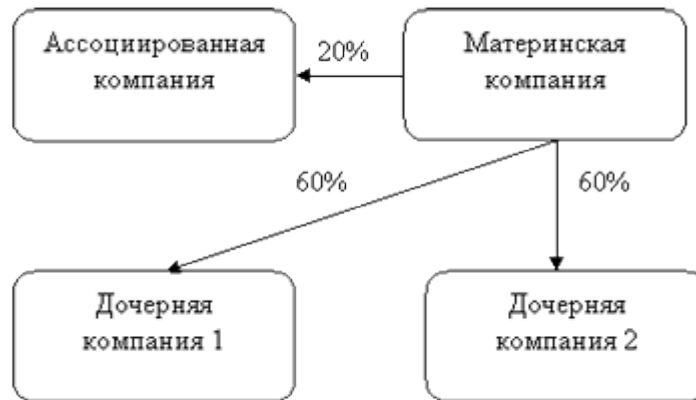 Ассоциированная
компания
20%
Материнская
компания
60%
60%
Дочерняя
компания 1
Дочерняя
компания 2